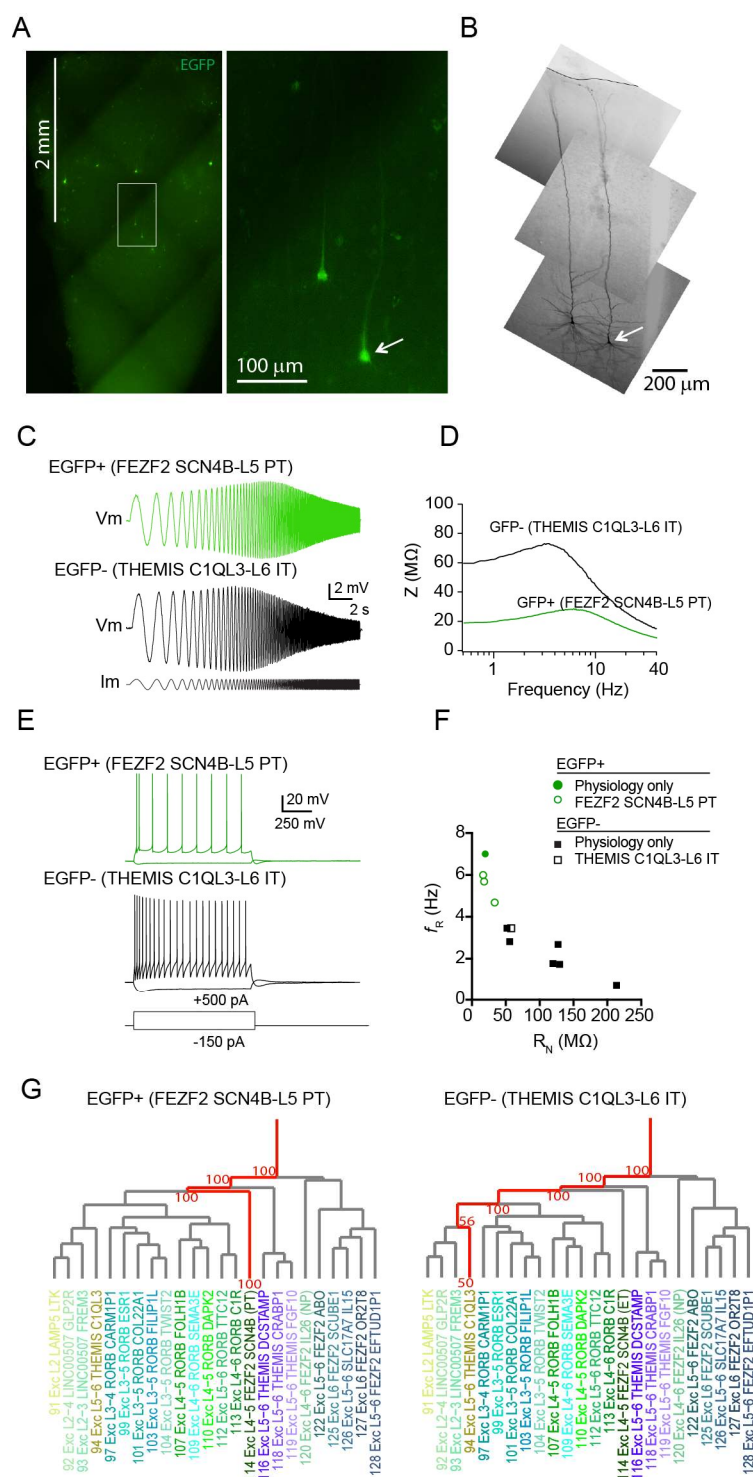 A
EGFP
2 mm
100 μm
B
200 μm
C
EGFP+ (FEZF2 SCN4B-L5 PT)
Vm
EGFP- (THEMIS C1QL3-L6 IT)
2 mV
2 s
Vm
Im
D
100
80
60
40
20
0
Z (MΩ)
GFP- (THEMIS C1QL3-L6 IT)
GFP+ (FEZF2 SCN4B-L5 PT)
1
10
40
Frequency (Hz)
E
EGFP+ (FEZF2 SCN4B-L5 PT)
20 mV
250 mV
EGFP- (THEMIS C1QL3-L6 IT)
+500 pA
-150 pA
F
EGFP+
Physiology only
FEZF2 SCN4B-L5 PT
EGFP-
Physiology only
THEMIS C1QL3-L6 IT
8
6
4
2
0
fR (Hz)
0 50 100 150 200 250
RN (MΩ)
G
EGFP+ (FEZF2 SCN4B-L5 PT)
100
100
100
100
91 Exc L2 LAMP5 LTK
92 Exc L2-4 LINC00507 GLP2R
93 Exc L2-3 LINC00507 FREM3
94 Exc L5-6 THEMIS C1QL3
97 Exc L3-4 RORB CARM1P1
99 Exc L3-5 RORB ESR1
101 Exc L3-5 RORB COL22A1
103 Exc L3-5 RORB FILIP1L
104 Exc L3-5 RORB TWIST2
107 Exc L4-5 RORB FOLH1B
109 Exc L4-6 RORB SEMA3E
110 Exc L4-5 RORB DAPK2
112 Exc L4-6 RORB TTC12
113 Exc L4-6 RORB C1R
114 Exc L4-5 FEZF2 SCN4B (PT)
116 Exc L5-6 THEMIS DCSTAMP
118 Exc L5-6 THEMIS CRABP1
119 Exc L5-6 THEMIS FGF10
120 Exc L4-6 FEZF2 IL26 (NP)
122 Exc L5-6 FEZF2 ABO
125 Exc L6 FEZF2 SCUBE1
126 Exc L5-6 SLC17A7 IL15
127 Exc L6 FEZF2 OR2T8
128 Exc L5-6 FEZF2 EFTUD1P1
EGFP- (THEMIS C1QL3-L6 IT)
100
100
100
100
56
50
91 Exc L2 LAMP5 LTK
92 Exc L2-4 LINC00507 GLP2R
93 Exc L2-3 LINC00507 FREM3
94 Exc L5-6 THEMIS C1QL3
97 Exc L3-4 RORB CARM1P1
99 Exc L3-5 RORB ESR1
101 Exc L3-5 RORB COL22A1
103 Exc L3-5 RORB FILIP1L
104 Exc L3-5 RORB TWIST2
107 Exc L4-5 RORB FOLH1B
109 Exc L4-6 RORB SEMA3E
110 Exc L4-5 RORB DAPK2
112 Exc L4-6 RORB TTC12
113 Exc L4-6 RORB C1R
114 Exc L4-5 FEZF2 SCN4B (ET)
116 Exc L5-6 THEMIS DCSTAMP
118 Exc L5-6 THEMIS CRABP1
119 Exc L5-6 THEMIS FGF10
120 Exc L4-6 FEZF2 IL26 (NP)
122 Exc L5-6 FEZF2 ABO
125 Exc L6 FEZF2 SCUBE1
126 Exc L5-6 SLC17A7 IL15
127 Exc L6 FEZF2 OR2T8
128 Exc L5-6 FEZF2 EFTUD1P1